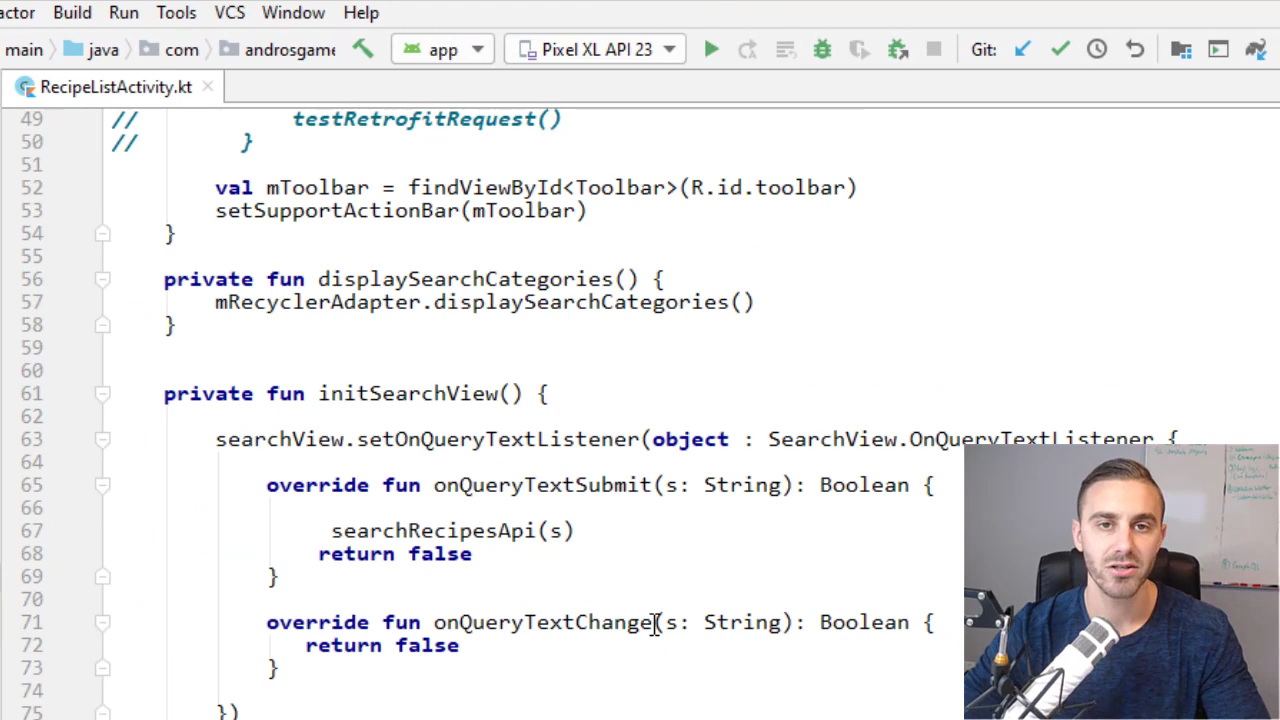 actor Build Run Tools VCS Window Help
main java com androsgame app Pixel XL API 23 Git:
RecipeListActivity.kt
49 // testRetrofitRequest()
50 // }
51
52 val mToolbar = findViewById<Toolbar>(R.id.toolbar)
53 setSupportActionBar(mToolbar)
54 }
55
56 private fun displaySearchCategories() {
57 mRecyclerAdapter.displaySearchCategories()
58 }
59
60
61 private fun initSearchView() {
62
63 searchView.setOnQueryTextListener(object : SearchView.OnQueryTextListener {
64
65 override fun onQueryTextSubmit(s: String): Boolean {
66
67 searchRecipesApi(s)
68 return false
69 }
70
71 override fun onQueryTextChange(s: String): Boolean {
72 return false
73 }
74
75 })